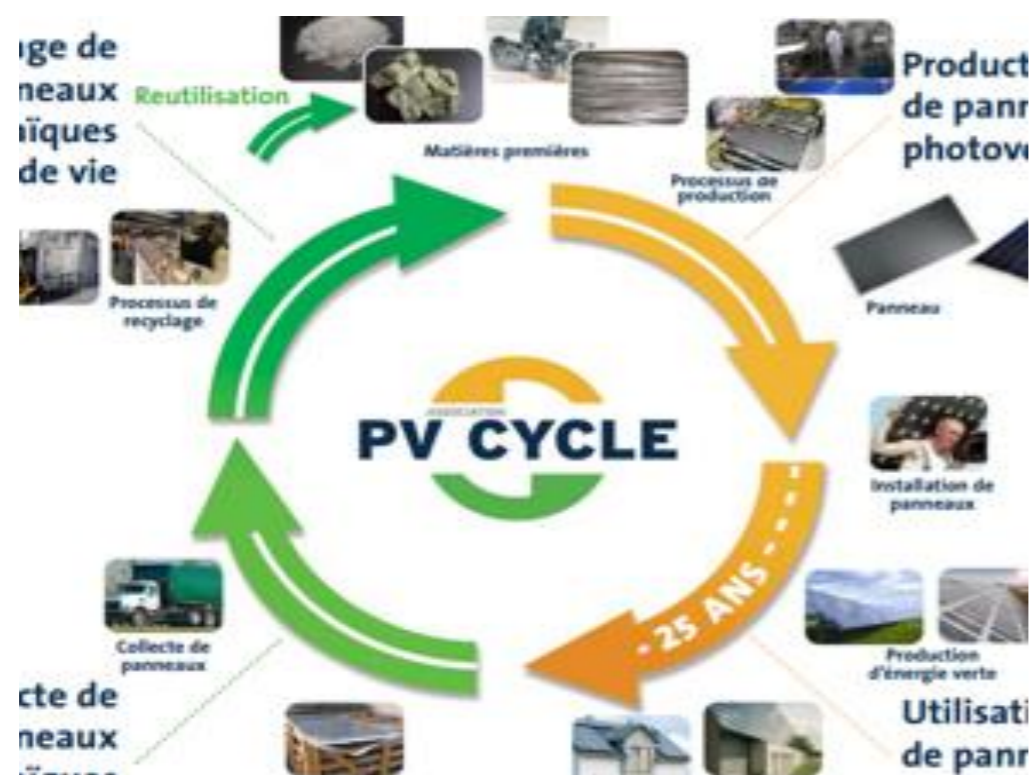 ge de
neaux
aïques
de vie
Reutilisation
Matières premières
Product
de pann
photov
Processus de
production
Panneau
Processus de
recyclage
ASSOCIATION
PV CYCLE
Installation de
panneaux
- 25 ANS - - - -
Collecte de
panneaux
Production
d'énergie verte
cte de
neaux
Utilisati
de pann